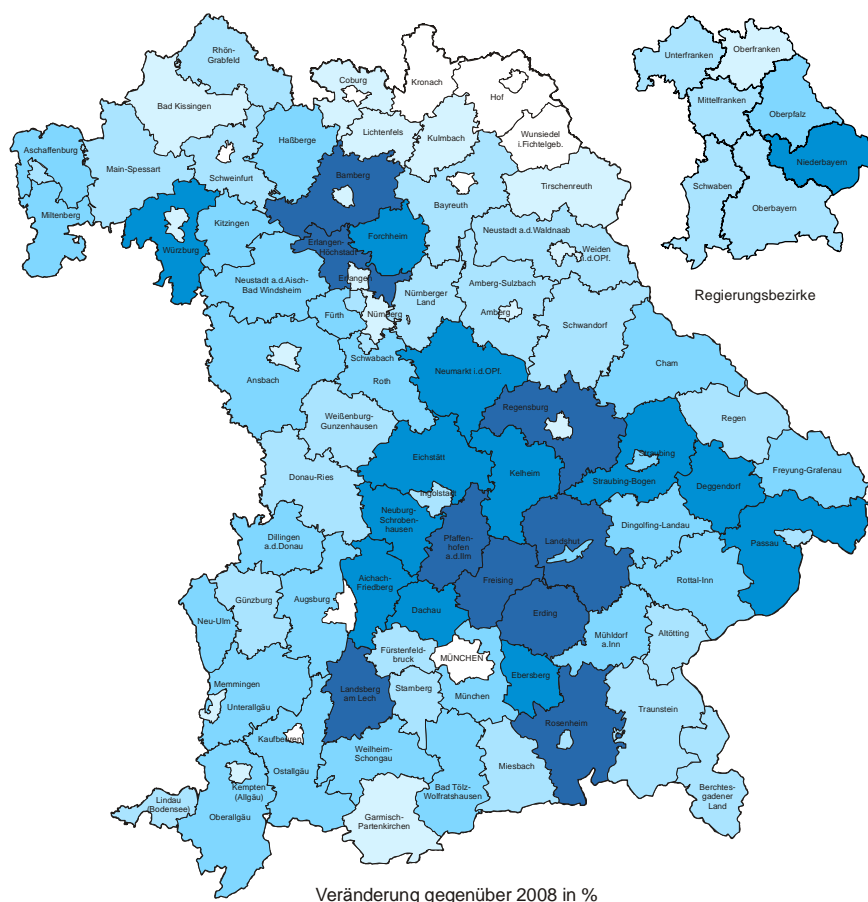 Rhön-
Grabfeld
Coburg
Kronach
Hof
Bad Kissingen
Lichtenfels
Kulmbach
Wunsiedel
i.Fichtelgeb.
Haßberge
Aschaffenburg
Main-Spessart
Schweinfurt
Bamberg
Bayreuth
Tirschenreuth
Miltenberg
Kitzingen
Würzburg
Forchheim
Erlangen-
Höchstadt
Neustadt a.d.Waldnaab
Weiden
i.d.OPf.
Erlangen
Neustadt a.d.Aisch-
Bad Windsheim
Nürnberger
Land
Amberg-Sulzbach
Fürth
Nürnberg
Amberg
Schwandorf
Schwabach
Roth
Ansbach
Neumarkt i.d.OPf.
Cham
Regensburg
Weißenburg-
Gunzenhausen
Regen
Eichstätt
Kelheim
Straubing
Straubing-Bogen
Deggendorf
Freyung-Grafenau
Donau-Ries
Ingolstadt
Neuburg-
Schrobenhausen
Dingolfing-Landau
Passau
Pfaffen-
hofen
a.d.Ilm
Landshut
Dillingen
a.d.Donau
Rottal-Inn
Aichach-
Friedberg
Freising
Günzburg
Augsburg
Erding
Dachau
Neu-Ulm
Mühldorf
a.Inn
Altötting
Fürstenfeld-
bruck
MÜNCHEN
Ebersberg
Memmingen
Unterallgäu
Landsberg
am Lech
Starnberg
München
Traunstein
Rosenheim
Kaufbeuren
Weilheim-
Schongau
Miesbach
Ostallgäu
Kempten
(Allgäu)
Bad Tölz-
Wolfratshausen
Berchtes-
gadener
Land
Lindau
(Bodensee)
Oberallgäu
Garmisch-
Partenkirchen
Unterfranken
Oberfranken
Mittelfranken
Oberpfalz
Niederbayern
Schwaben
Oberbayern
Regierungsbezirke
Veränderung gegenüber 2008 in %